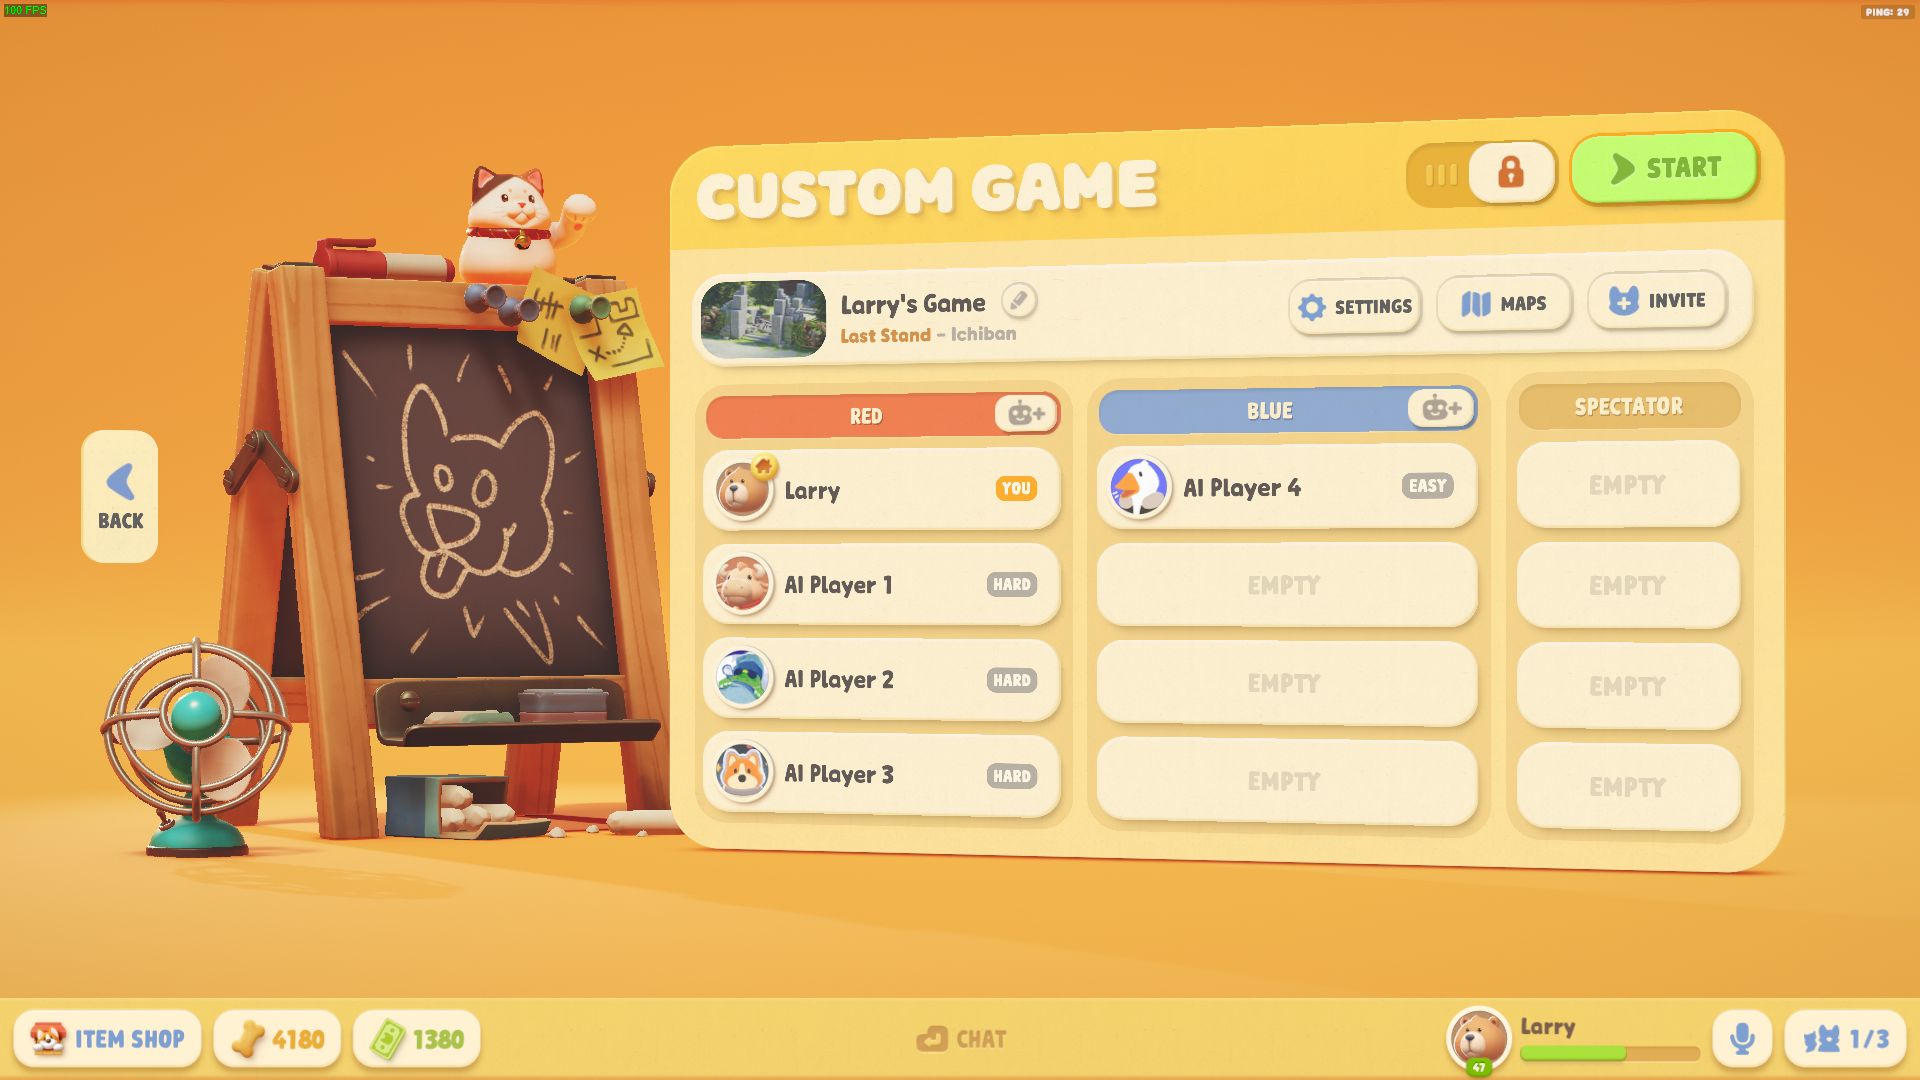 100 FPS
PING: 29
CUSTOM GAME
START
Larry's Game
Last Stand - Ichiban
SETTINGS
MAPS
INVITE
RED
BLUE
SPECTATOR
Larry
YOU
AI Player 4
EASY
EMPTY
AI Player 1
HARD
EMPTY
EMPTY
AI Player 2
HARD
EMPTY
EMPTY
AI Player 3
HARD
EMPTY
EMPTY
BACK
ITEM SHOP
4180
1380
CHAT
Larry
47
1/3